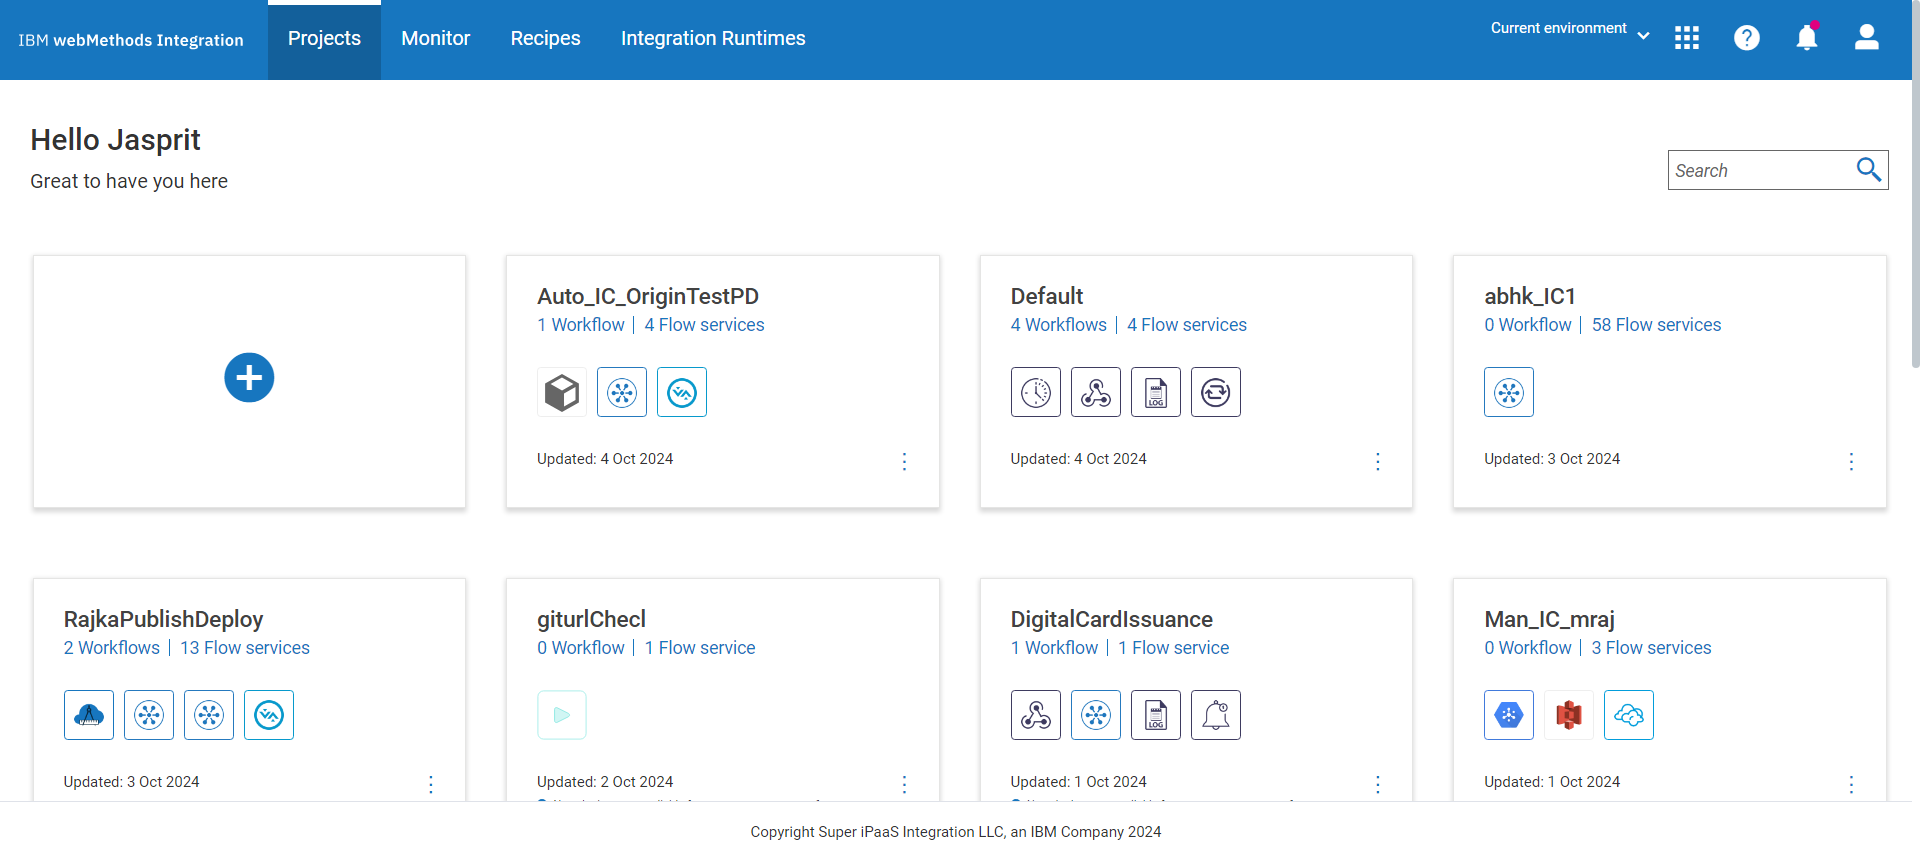 IBM webMethods Integration
Projects
Monitor
Recipes
Integration Runtimes
Current environment
Hello Jasprit
Great to have you here
Search
Auto_IC_OriginTestPD
1 Workflow | 4 Flow services
Updated: 4 Oct 2024
Default
4 Workflows | 4 Flow services
LOG
Updated: 4 Oct 2024
abhk_IC1
0 Workflow | 58 Flow services
Updated: 3 Oct 2024
RajkaPublishDeploy
2 Workflows | 13 Flow services
Updated: 3 Oct 2024
giturlChecl
0 Workflow | 1 Flow service
Updated: 2 Oct 2024
DigitalCardIssuance
1 Workflow | 1 Flow service
LOG
Updated: 1 Oct 2024
Man_IC_mraj
0 Workflow | 3 Flow services
Updated: 1 Oct 2024
Copyright Super iPaaS Integration LLC, an IBM Company 2024